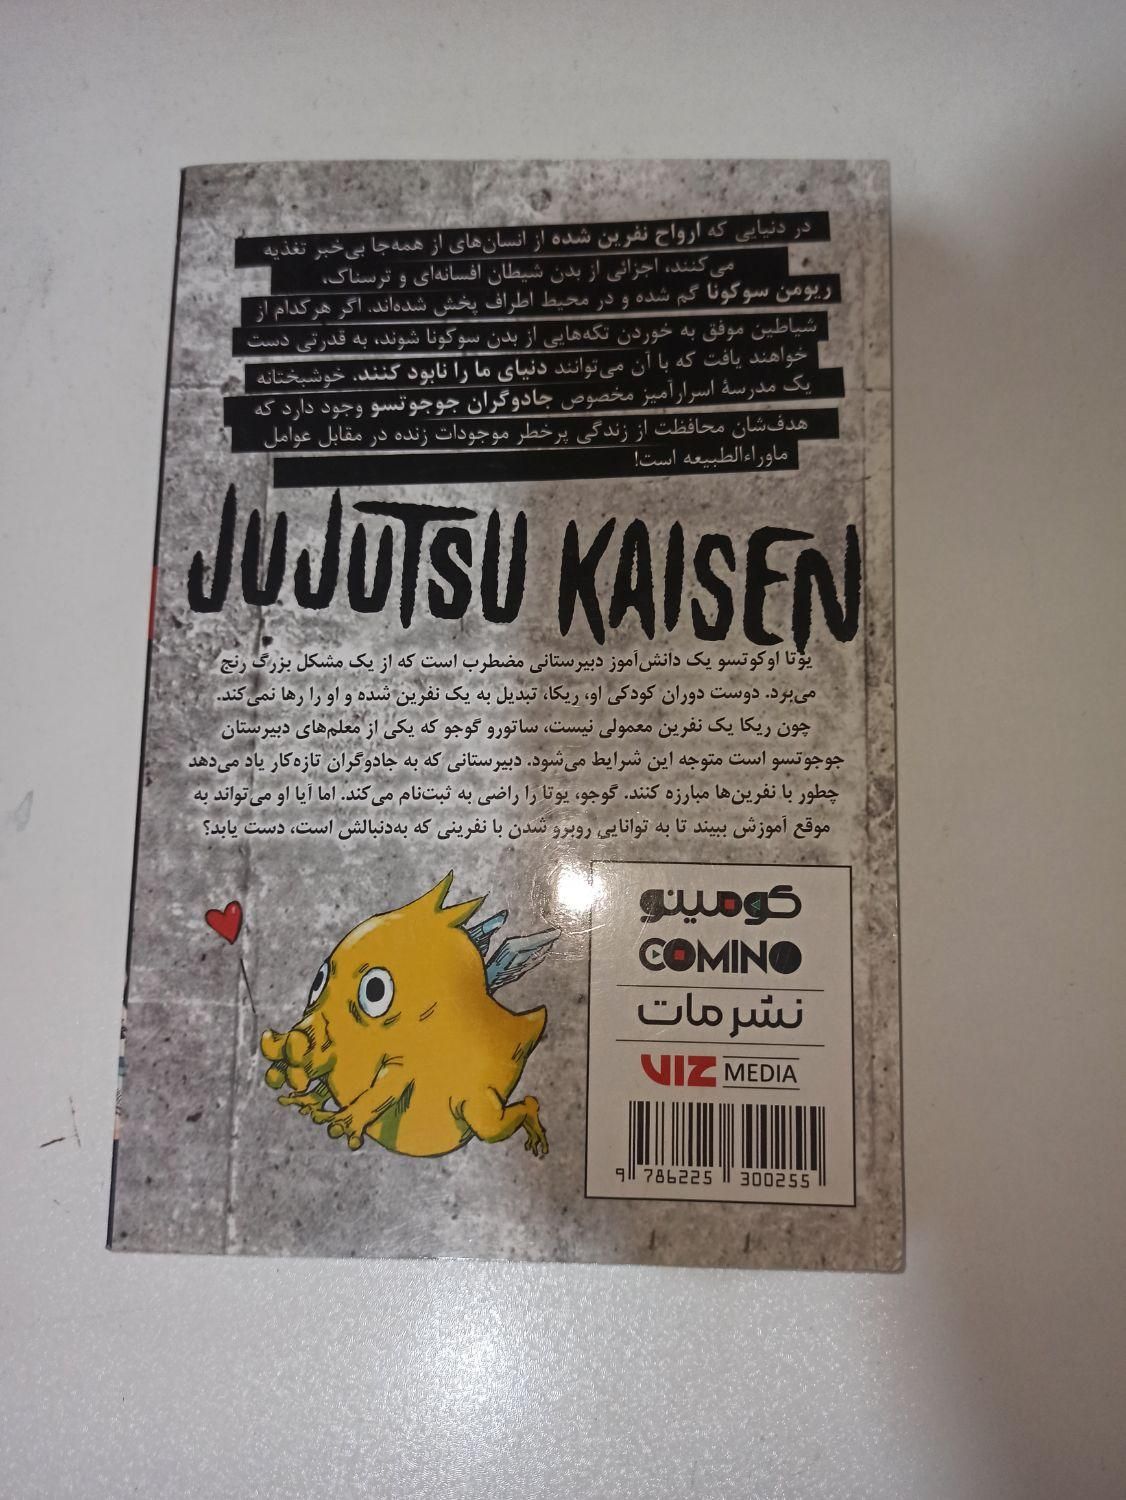 در دنیایی که ارواح نفرین شده از انسان‌های از همه‌جا بی‌خبر تغذیه
می‌کنند، اجزائی از بدن شیطان افسانه‌ای و ترسناک،
ریومن سوکونا گم شده و در محیط اطراف پخش شده‌اند. اگر هرکدام از
شیاطین موفق به خوردن تکه‌هایی از بدن سوکونا شوند، به قدرتی دست
خواهند یافت که با آن می‌توانند دنیای ما را نابود کنند. خوشبختانه
یک مدرسهٔ اسرارآمیز مخصوص جادوگران جوجوتسو وجود دارد که
هدف‌شان محافظت از زندگی پرخطر موجودات زنده در مقابل عوامل
ماوراءالطبیعه است!
JUJUTSU KAISEN
یوتا اوکوتسو یک دانش‌آموز دبیرستانی مضطرب است که از یک مشکل بزرگ رنج
می‌برد. دوست دوران کودکی او، ریکا، تبدیل به یک نفرین شده و او را رها نمی‌کند.
چون ریکا یک نفرین معمولی نیست، ساتورو گوجو که یکی از معلم‌های دبیرستان
جوجوتسو است متوجه این شرایط می‌شود. دبیرستانی که به جادوگران تازه‌کار یاد می‌دهد
چطور با نفرین‌ها مبارزه کنند. گوجو، یوتا را راضی به ثبت‌نام می‌کند. اما آیا او می‌تواند به
موقع آموزش ببیند تا به توانایی روبرو شدن با نفرینی که به‌دنبالش است، دست یابد؟
کومینو
COMINO
نشر مات
VIZ MEDIA
9 786225 300255